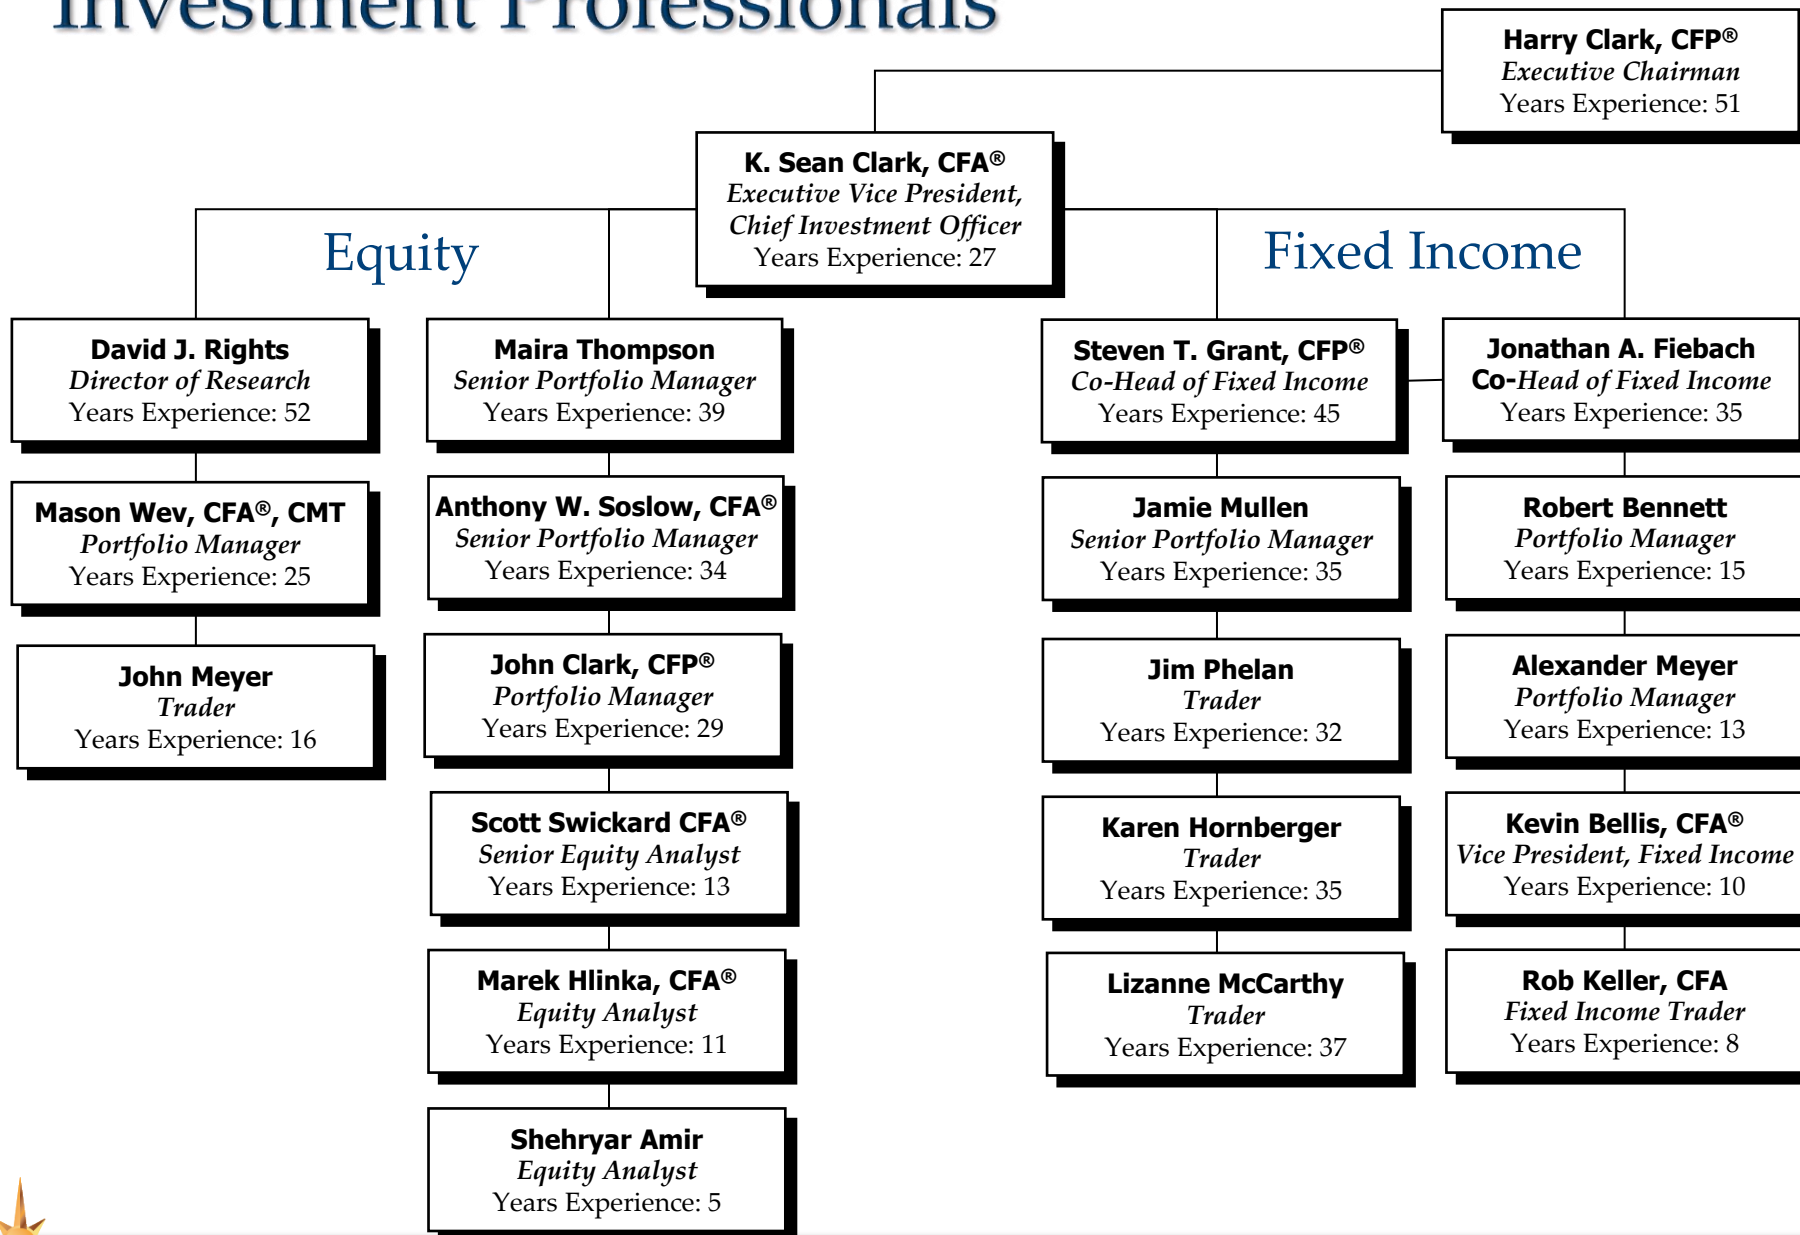 Investment Professionals
Harry Clark, CFP®
Executive Chairman
Years Experience: 51
K. Sean Clark, CFA®
Executive Vice President,
Chief Investment Officer
Years Experience: 27
Equity
Fixed Income
David J. Rights
Director of Research
Years Experience: 52
Mason Wev, CFA®, CMT
Portfolio Manager
Years Experience: 25
John Meyer
Trader
Years Experience: 16
Maira Thompson
Senior Portfolio Manager
Years Experience: 39
Anthony W. Soslow, CFA®
Senior Portfolio Manager
Years Experience: 34
John Clark, CFP®
Portfolio Manager
Years Experience: 29
Scott Swickard CFA®
Senior Equity Analyst
Years Experience: 13
Marek Hlinka, CFA®
Equity Analyst
Years Experience: 11
Shehryar Amir
Equity Analyst
Years Experience: 5
Steven T. Grant, CFP®
Co-Head of Fixed Income
Years Experience: 45
Jamie Mullen
Senior Portfolio Manager
Years Experience: 35
Jim Phelan
Trader
Years Experience: 32
Karen Hornberger
Trader
Years Experience: 35
Lizanne McCarthy
Trader
Years Experience: 37
Jonathan A. Fiebach
Co-Head of Fixed Income
Years Experience: 35
Robert Bennett
Portfolio Manager
Years Experience: 15
Alexander Meyer
Portfolio Manager
Years Experience: 13
Kevin Bellis, CFA®
Vice President, Fixed Income
Years Experience: 10
Rob Keller, CFA
Fixed Income Trader
Years Experience: 8